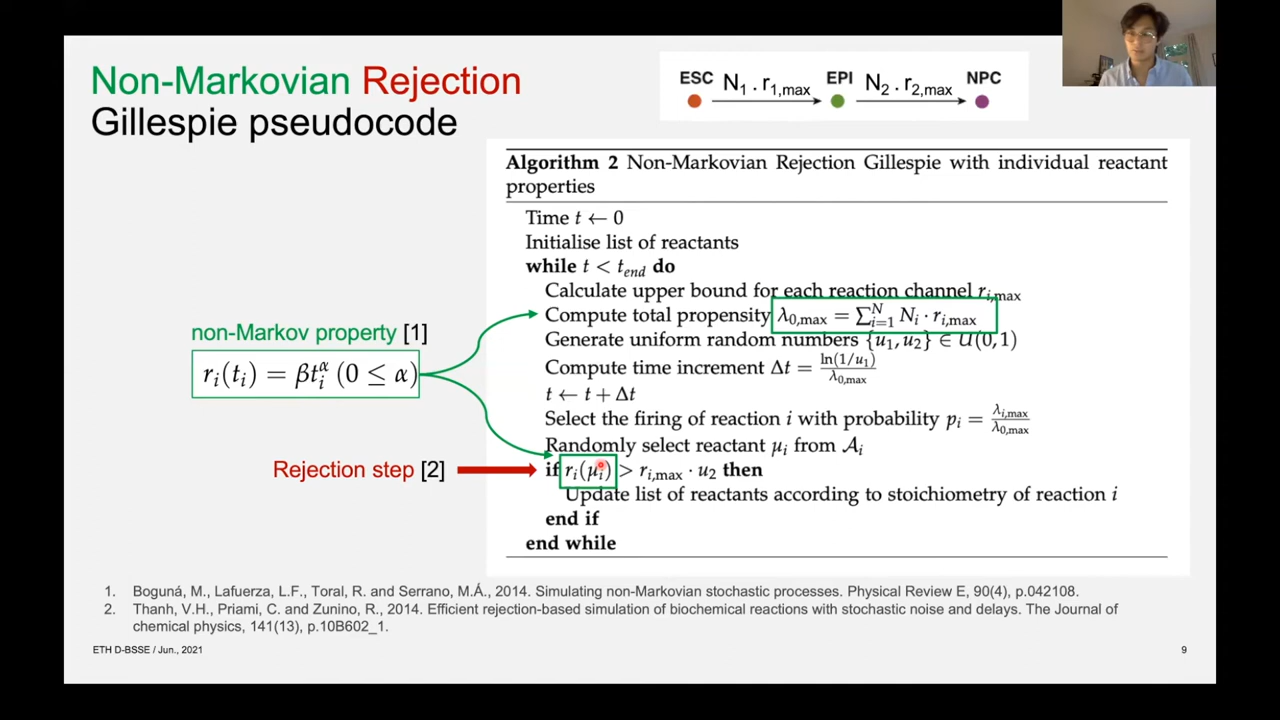 Non-Markovian Rejection
Gillespie pseudocode
ESC N₁ . r₁,max EPI N₂ . r₂,max NPC
Algorithm 2 Non-Markovian Rejection Gillespie with individual reactant
properties
Time t ← 0
Initialise list of reactants
while t < t_end do
Calculate upper bound for each reaction channel r_i,max
Compute total propensity λ₀,max = ∑ᵢ₌₁ᴺ Nᵢ · r_i,max
Generate uniform random numbers {u₁, u₂} ∈ U(0,1)
Compute time increment Δt = ln(1/u₁) / λ₀,max
t ← t + Δt
Select the firing of reaction i with probability pᵢ = λ_i,max / λ₀,max
Randomly select reactant μᵢ from 𝒜ᵢ
if rᵢ(μᵢ) > r_i,max · u₂ then
Update list of reactants according to stoichiometry of reaction i
end if
end while
non-Markov property [1]
rᵢ(tᵢ) = βtᵢ^α (0 ≤ α)
Rejection step [2]
1. Boguná, M., Lafuerza, L.F., Toral, R. and Serrano, M.Á., 2014. Simulating non-Markovian stochastic processes. Physical Review E, 90(4), p.042108.
2. Thanh, V.H., Priami, C. and Zunino, R., 2014. Efficient rejection-based simulation of biochemical reactions with stochastic noise and delays. The Journal of
chemical physics, 141(13), p.10B602_1.
ETH D-BSSE / Jun., 2021
9